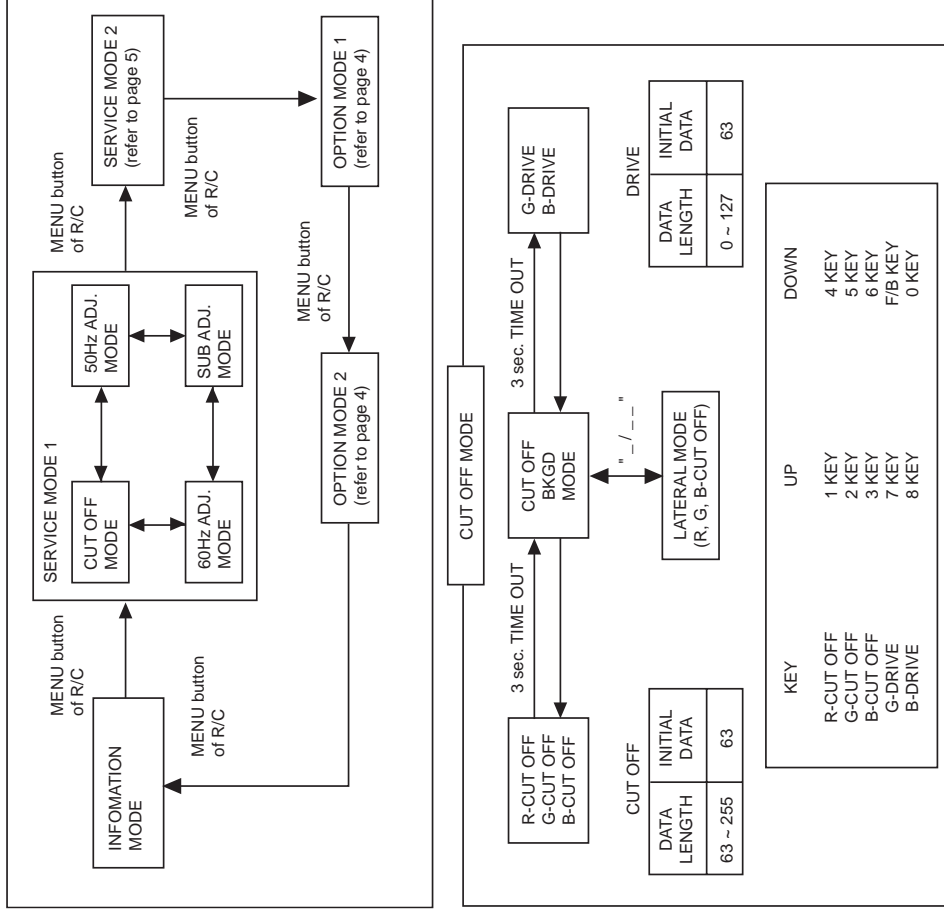 MENU button
of R/C
SERVICE MODE 1
CUT OFF
MODE
50Hz ADJ.
MODE
60Hz ADJ.
MODE
SUB ADJ.
MODE
MENU button
of R/C
SERVICE MODE 2
(refer to page 5)
INFOMATION
MODE
MENU button
of R/C
MENU button
of R/C
OPTION MODE 2
(refer to page 4)
MENU button
of R/C
OPTION MODE 1
(refer to page 4)
CUT OFF MODE
R-CUT OFF
G-CUT OFF
B-CUT OFF
3 sec. TIME OUT
CUT OFF
BKGD
MODE
3 sec. TIME OUT
G-DRIVE
B-DRIVE
" _ / _ _ "
LATERAL MODE
(R, G, B-CUT OFF)
CUT OFF
DATA
LENGTH
INITIAL
DATA
63 ~ 255
63
DRIVE
DATA
LENGTH
INITIAL
DATA
0 ~ 127
63
KEY UP DOWN
R-CUT OFF 1 KEY 4 KEY
G-CUT OFF 2 KEY 5 KEY
B-CUT OFF 3 KEY 6 KEY
G-DRIVE 7 KEY F/B KEY
B-DRIVE 8 KEY 0 KEY